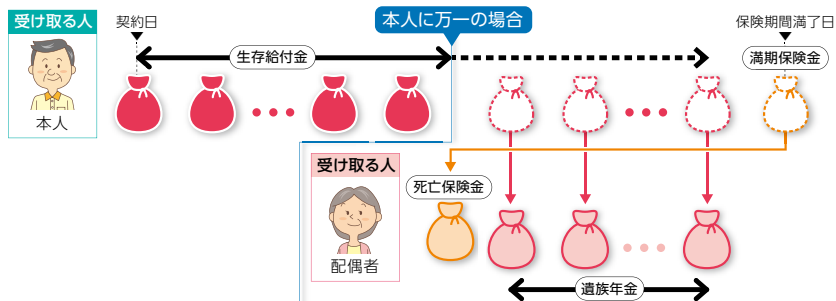 受け取る人
本人
契約日
本人に万一の場合
保険期間満了日
生存給付金
満期保険金
受け取る人
配偶者
死亡保険金
遺族年金